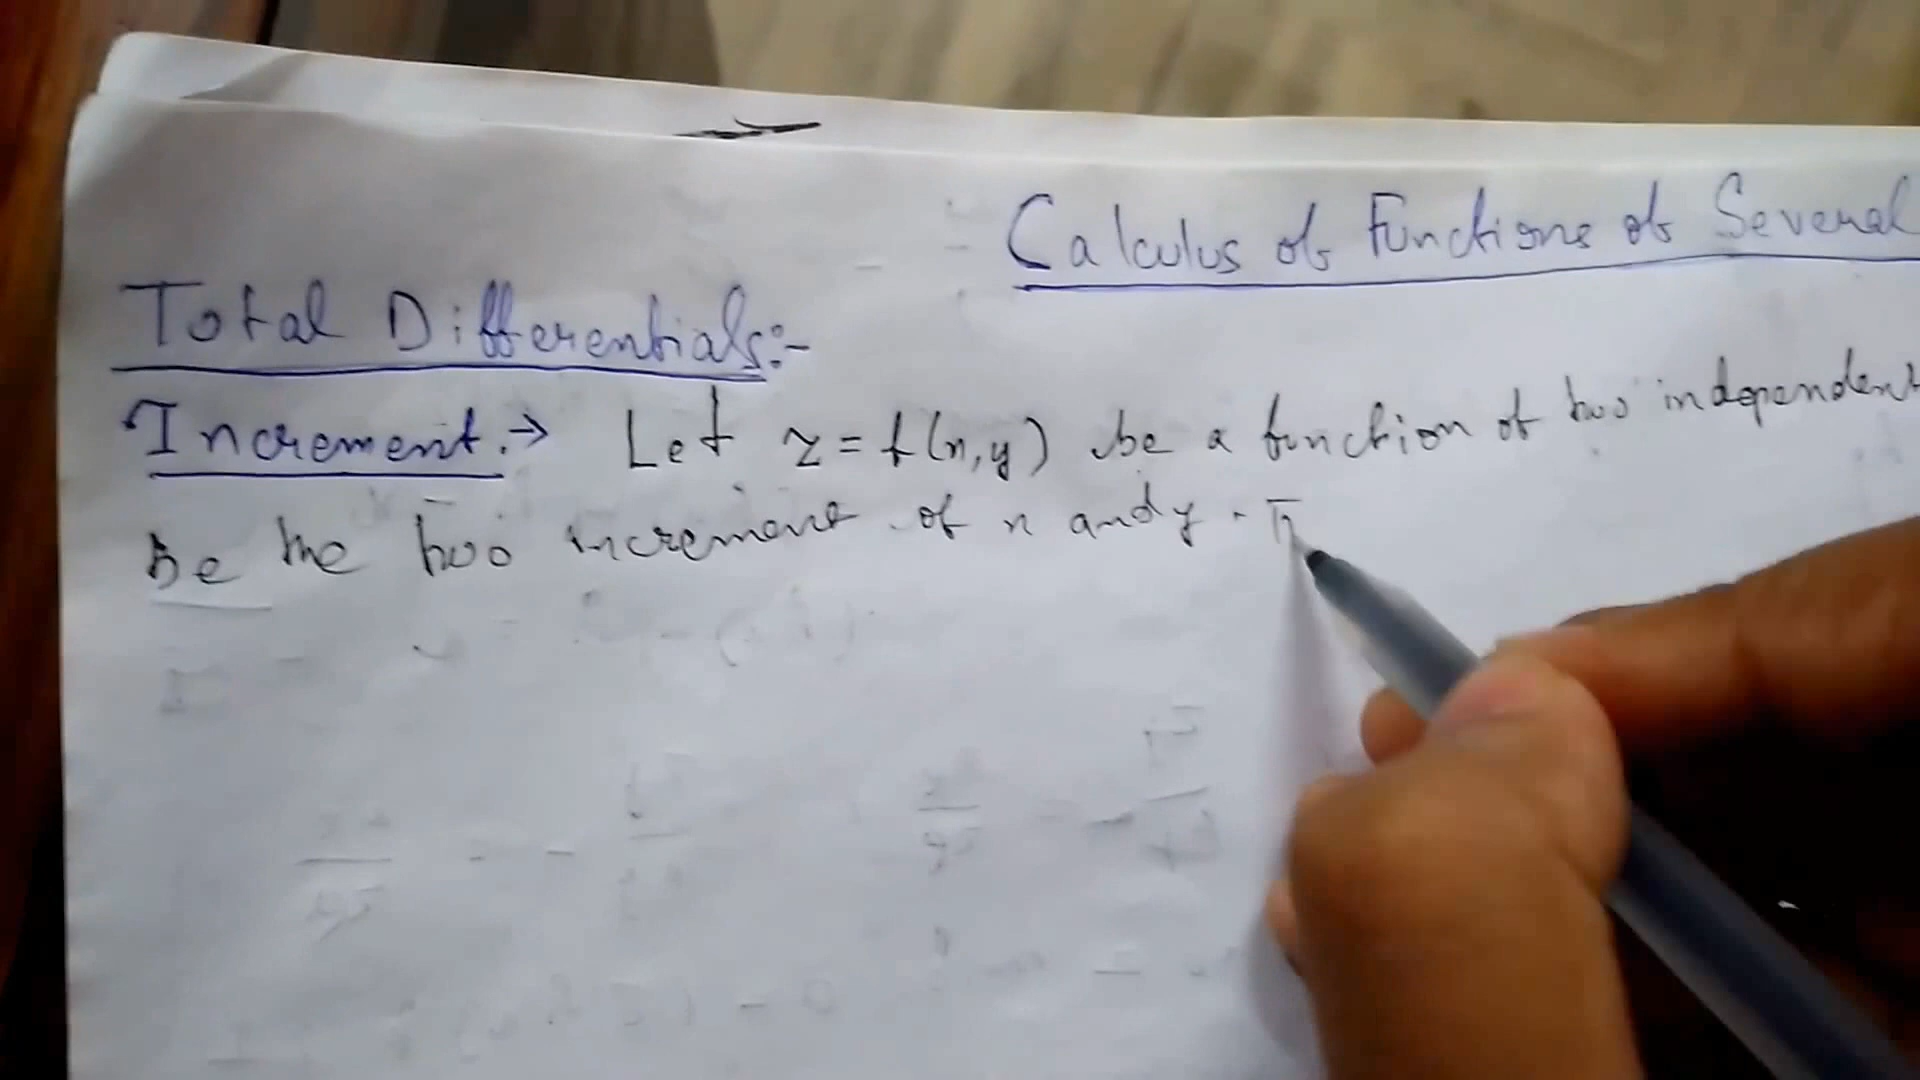 Calculus of Functions of Several
Total Differentials:-
Increment :→ Let z = f(x,y) be a function of two independent
be the two increment of x and y.